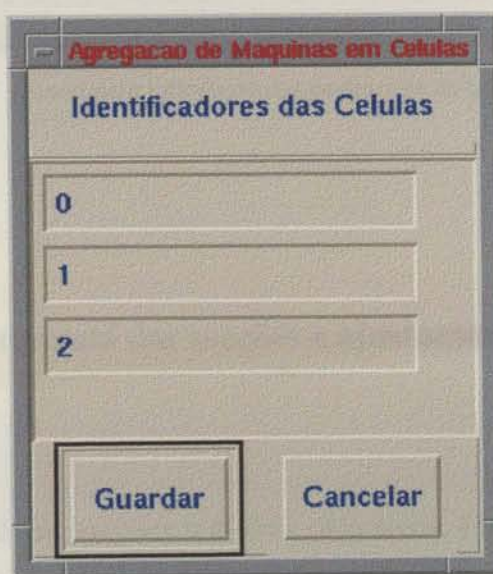 Agregacao de Maquinas em Celulas
Identificadores das Celulas
0
1
2
Guardar
Cancelar